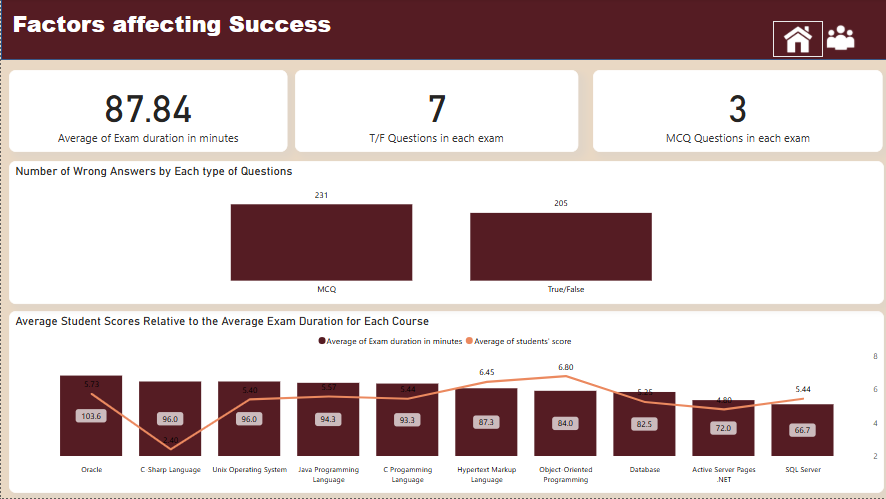 Factors affecting Success
87.84
Average of Exam duration in minutes
7
T/F Questions in each exam
3
MCQ Questions in each exam
Number of Wrong Answers by Each type of Questions
231
205
MCQ
True/False
Average Student Scores Relative to the Average Exam Duration for Each Course
Average of Exam duration in minutes Average of students' score
8
6
4
2
5.73
5.40
5.57
5.44
6.45
6.80
5.25
4.80
5.44
103.6
96.0
96.0
94.3
93.3
87.3
84.0
82.5
72.0
66.7
Oracle
C-Sharp Language
Unix Operating System
Java Programming
Language
C Progamming
Language
Hypertext Markup
Language
Object-Oriented
Programming
Database
Active Server Pages
.NET
SQL Server